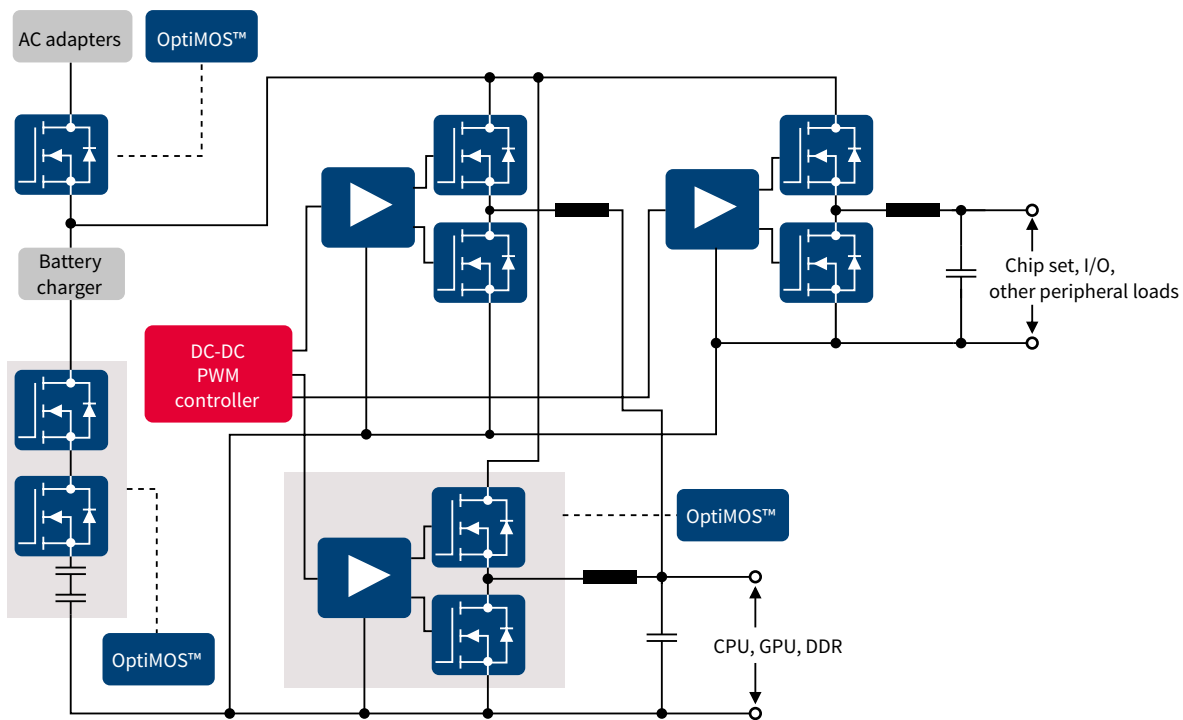 AC adapters
OptiMOS™
Battery
charger
DC-DC
PWM
controller
Chip set, I/O,
other peripheral loads
OptiMOS™
CPU, GPU, DDR
OptiMOS™